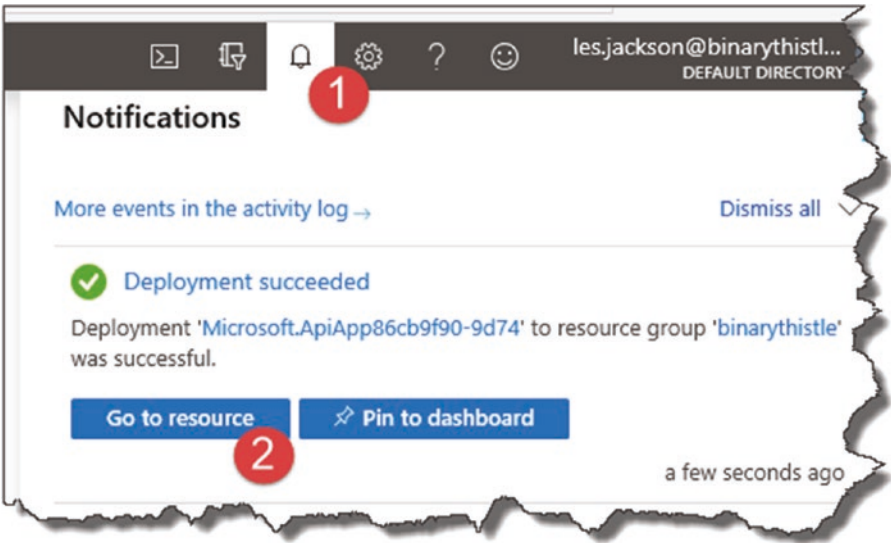 les.jackson@binarythistl...
DEFAULT DIRECTORY
1
Notifications
More events in the activity log →
Dismiss all
Deployment succeeded
Deployment 'Microsoft.ApiApp86cb9f90-9d74' to resource group 'binarythistle'
was successful.
Go to resource
Pin to dashboard
2
a few seconds ago